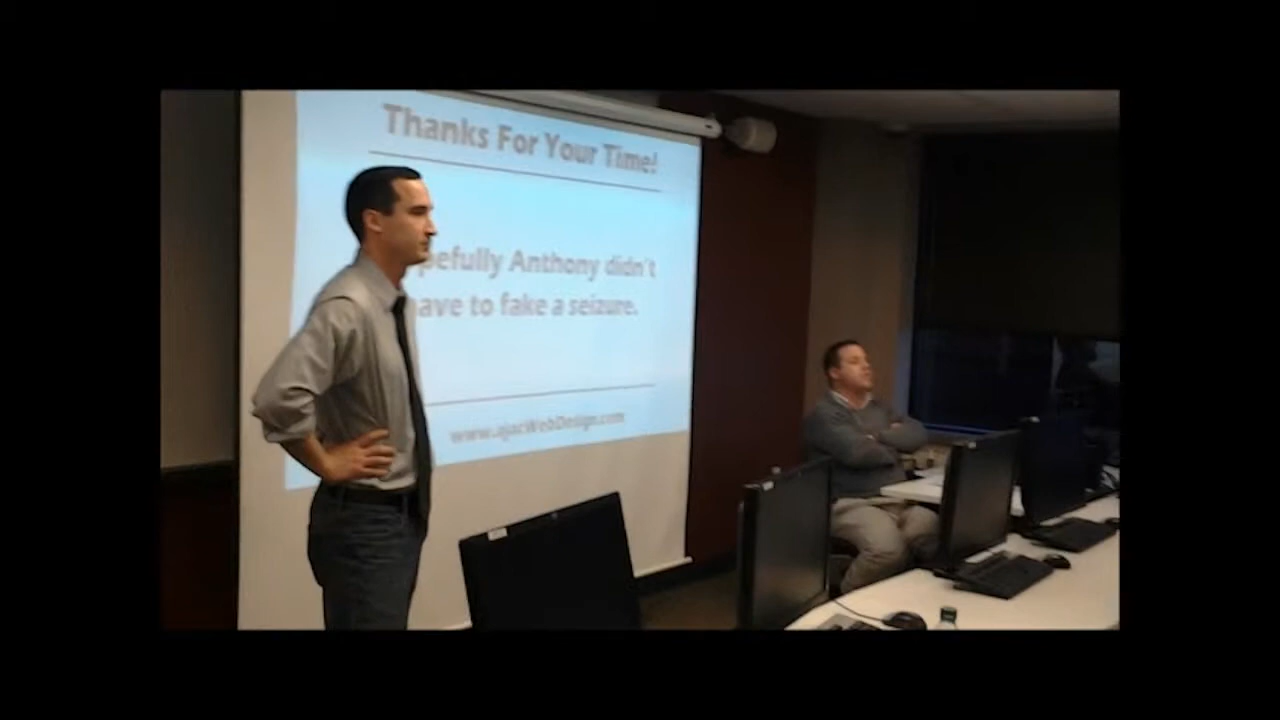 Thanks For Your Time!
pefully Anthony didn't
ave to fake a seizure.
www.ajacWebDesign.com